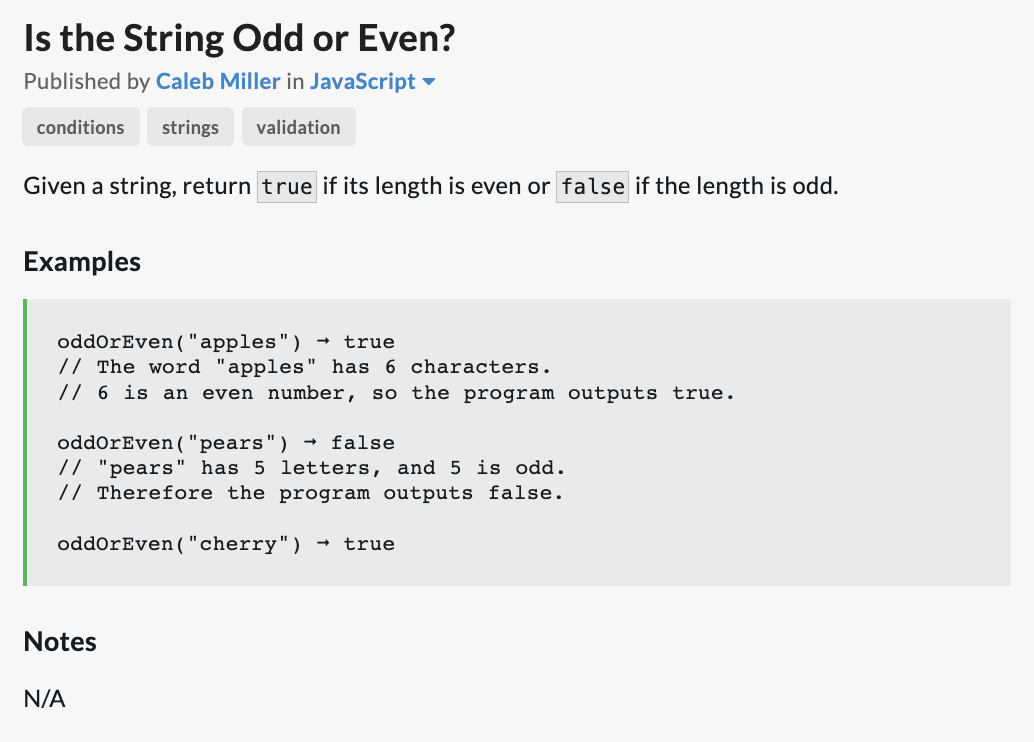 Is the String Odd or Even?
Published by Caleb Miller in JavaScript
conditions strings validation
Given a string, return true if its length is even or false if the length is odd.
Examples
oddOrEven("apples") ➞ true
// The word "apples" has 6 characters.
// 6 is an even number, so the program outputs true.
oddOrEven("pears") ➞ false
// "pears" has 5 letters, and 5 is odd.
// Therefore the program outputs false.
oddOrEven("cherry") ➞ true
Notes
N/A